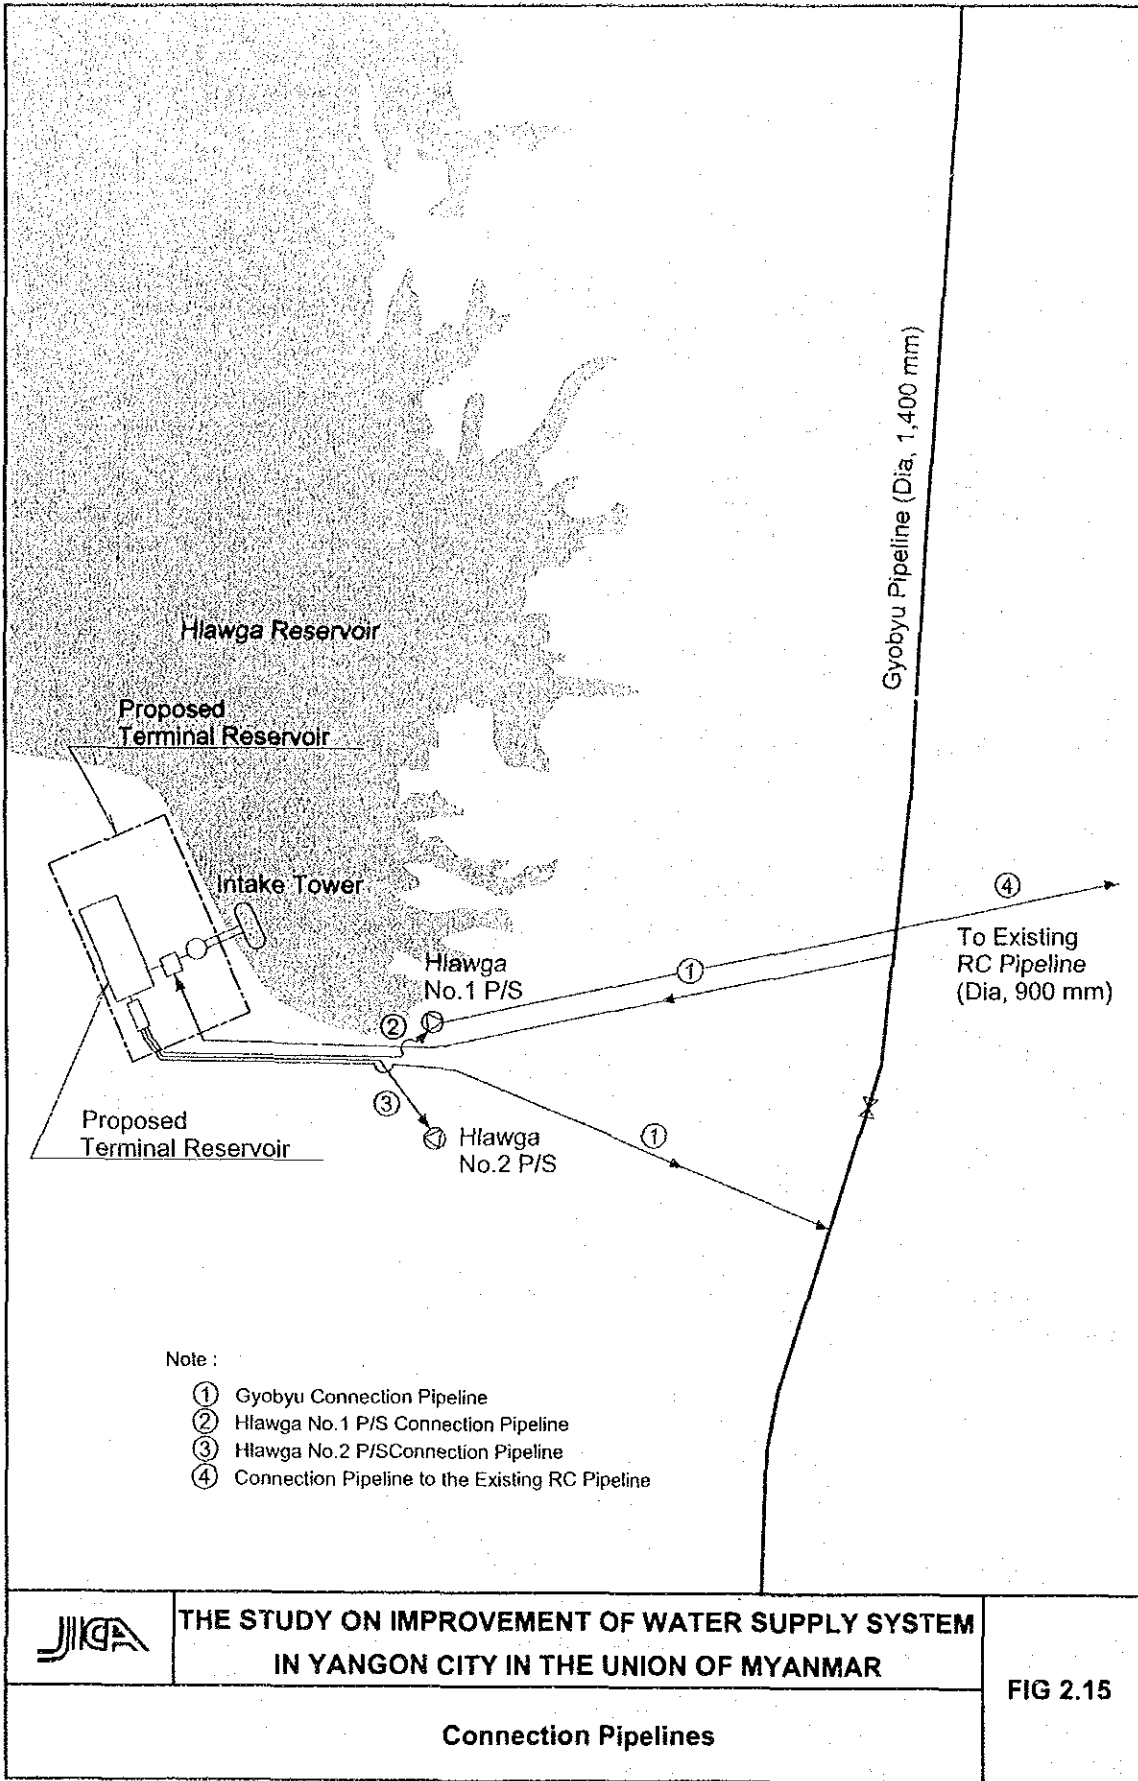 Gyobyu Pipeline (Dia, 1,400 mm)
Hlawga Reservoir
Proposed
Terminal Reservoir
Intake Tower
④
To Existing
RC Pipeline
(Dia, 900 mm)
Hlawga
No.1 P/S
①
②
③
Proposed
Terminal Reservoir
Hlawga
No.2 P/S
①
Note :
① Gyobyu Connection Pipeline
② Hlawga No.1 P/S Connection Pipeline
③ Hlawga No.2 P/SConnection Pipeline
④ Connection Pipeline to the Existing RC Pipeline
JICA
THE STUDY ON IMPROVEMENT OF WATER SUPPLY SYSTEM
IN YANGON CITY IN THE UNION OF MYANMAR
FIG 2.15
Connection Pipelines